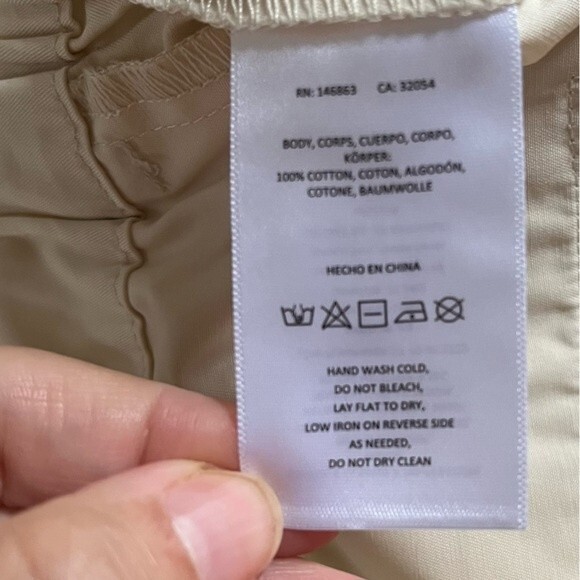 RN: 146863 CA: 32054
BODY, CORPS, CUERPO, CORPO,
KÖRPER:
100% COTTON, COTON, ALGODÓN,
COTONE, BAUMWOLLE
HECHO EN CHINA
HAND WASH COLD,
DO NOT BLEACH,
LAY FLAT TO DRY,
LOW IRON ON REVERSE SIDE
AS NEEDED,
DO NOT DRY CLEAN